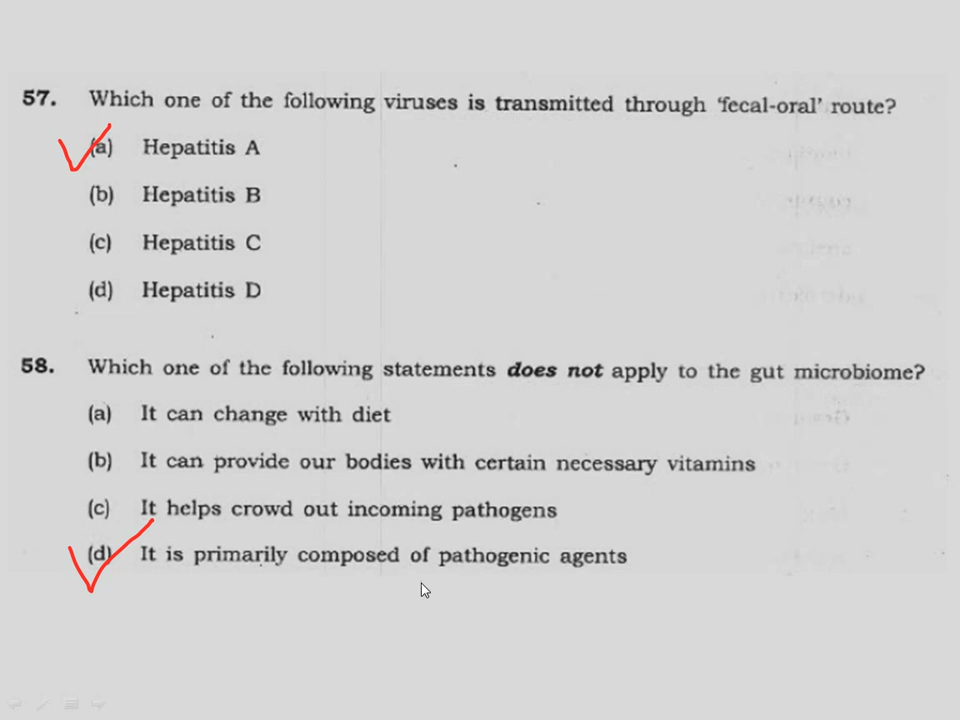 57. Which one of the following viruses is transmitted through 'fecal-oral' route?
(a) Hepatitis A
(b) Hepatitis B
(c) Hepatitis C
(d) Hepatitis D
58. Which one of the following statements does not apply to the gut microbiome?
(a) It can change with diet
(b) It can provide our bodies with certain necessary vitamins
(c) It helps crowd out incoming pathogens
(d) It is primarily composed of pathogenic agents